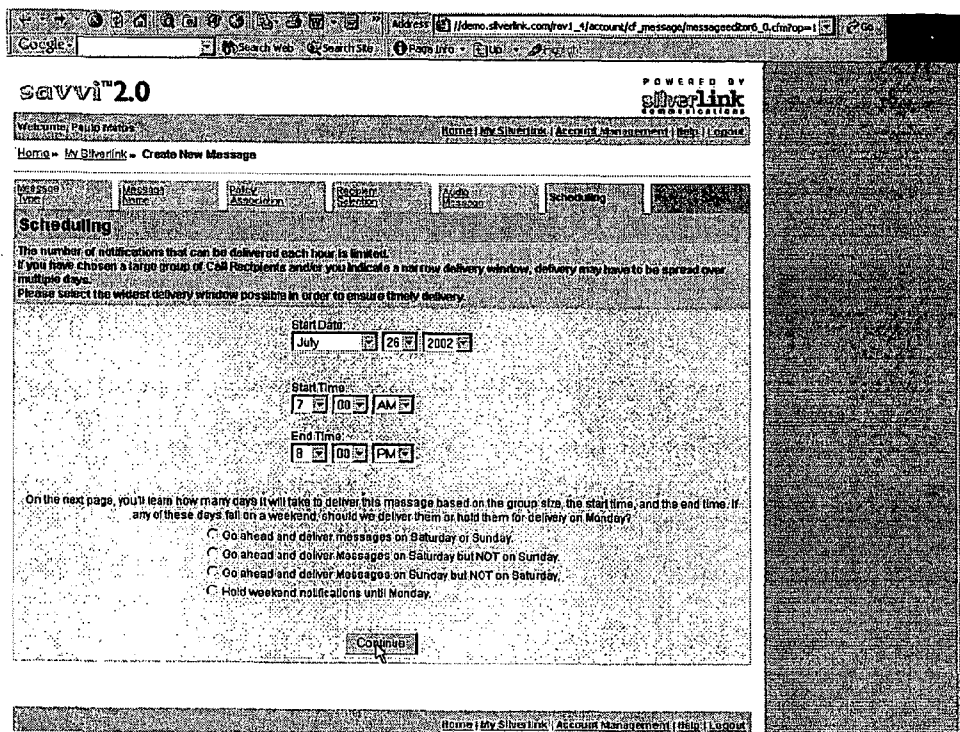 Address //demo.silverlink.com/rev1_4/account/cf_message/messageeditor6_0.cfm?op=1 Go
Google Search Web Search Site Page Info Up
savvi™2.0
POWERED BY
silverlink
communications
Welcome, Paulo Matos
Home | My Silverlink | Account Management | Help | Logout
Home » My Silverlink » Create New Message
Message Type
Message Name
Policy Association
Recipient Selection
Audio Message
Scheduling
Scheduling
The number of notifications that can be delivered each hour is limited.
If you have chosen a large group of Call Recipients and/or you indicate a narrow delivery window, delivery may have to be spread over
multiple days.
Please select the widest delivery window possible in order to ensure timely delivery.
Start Date:
July 26 2002
Start Time:
7 00 AM
End Time:
8 00 PM
On the next page, you'll learn how many days it will take to deliver this message based on the group size, the start time, and the end time. If
any of these days fall on a weekend, should we deliver them or hold them for delivery on Monday?
Go ahead and deliver messages on Saturday or Sunday.
Go ahead and deliver Messages on Saturday but NOT on Sunday.
Go ahead and deliver Messages on Sunday but NOT on Saturday.
Hold weekend notifications until Monday.
Continue
Home | My Silverlink | Account Management | Help | Logout